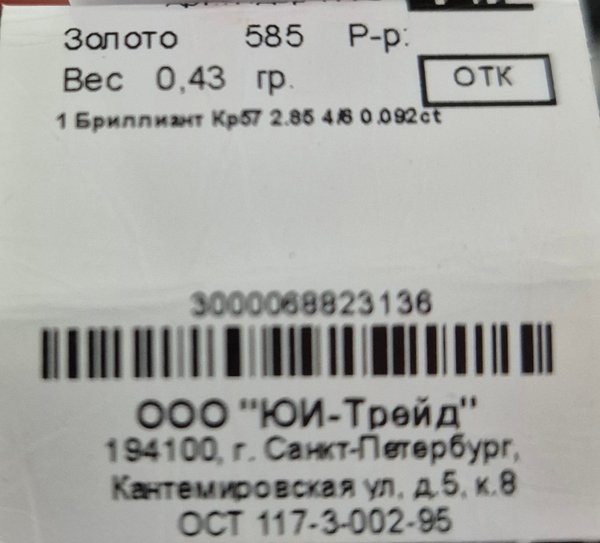 Золото 585 Р-р:
Вес 0,43 гр. ОТК
1 Бриллиант Кр57 2.85 4/6 0.092ct
3000068823136
ООО "ЮИ-Трейд"
194100, г. Санкт-Петербург,
Кантемировская ул, д.5, к.8
ОСТ 117-3-002-95